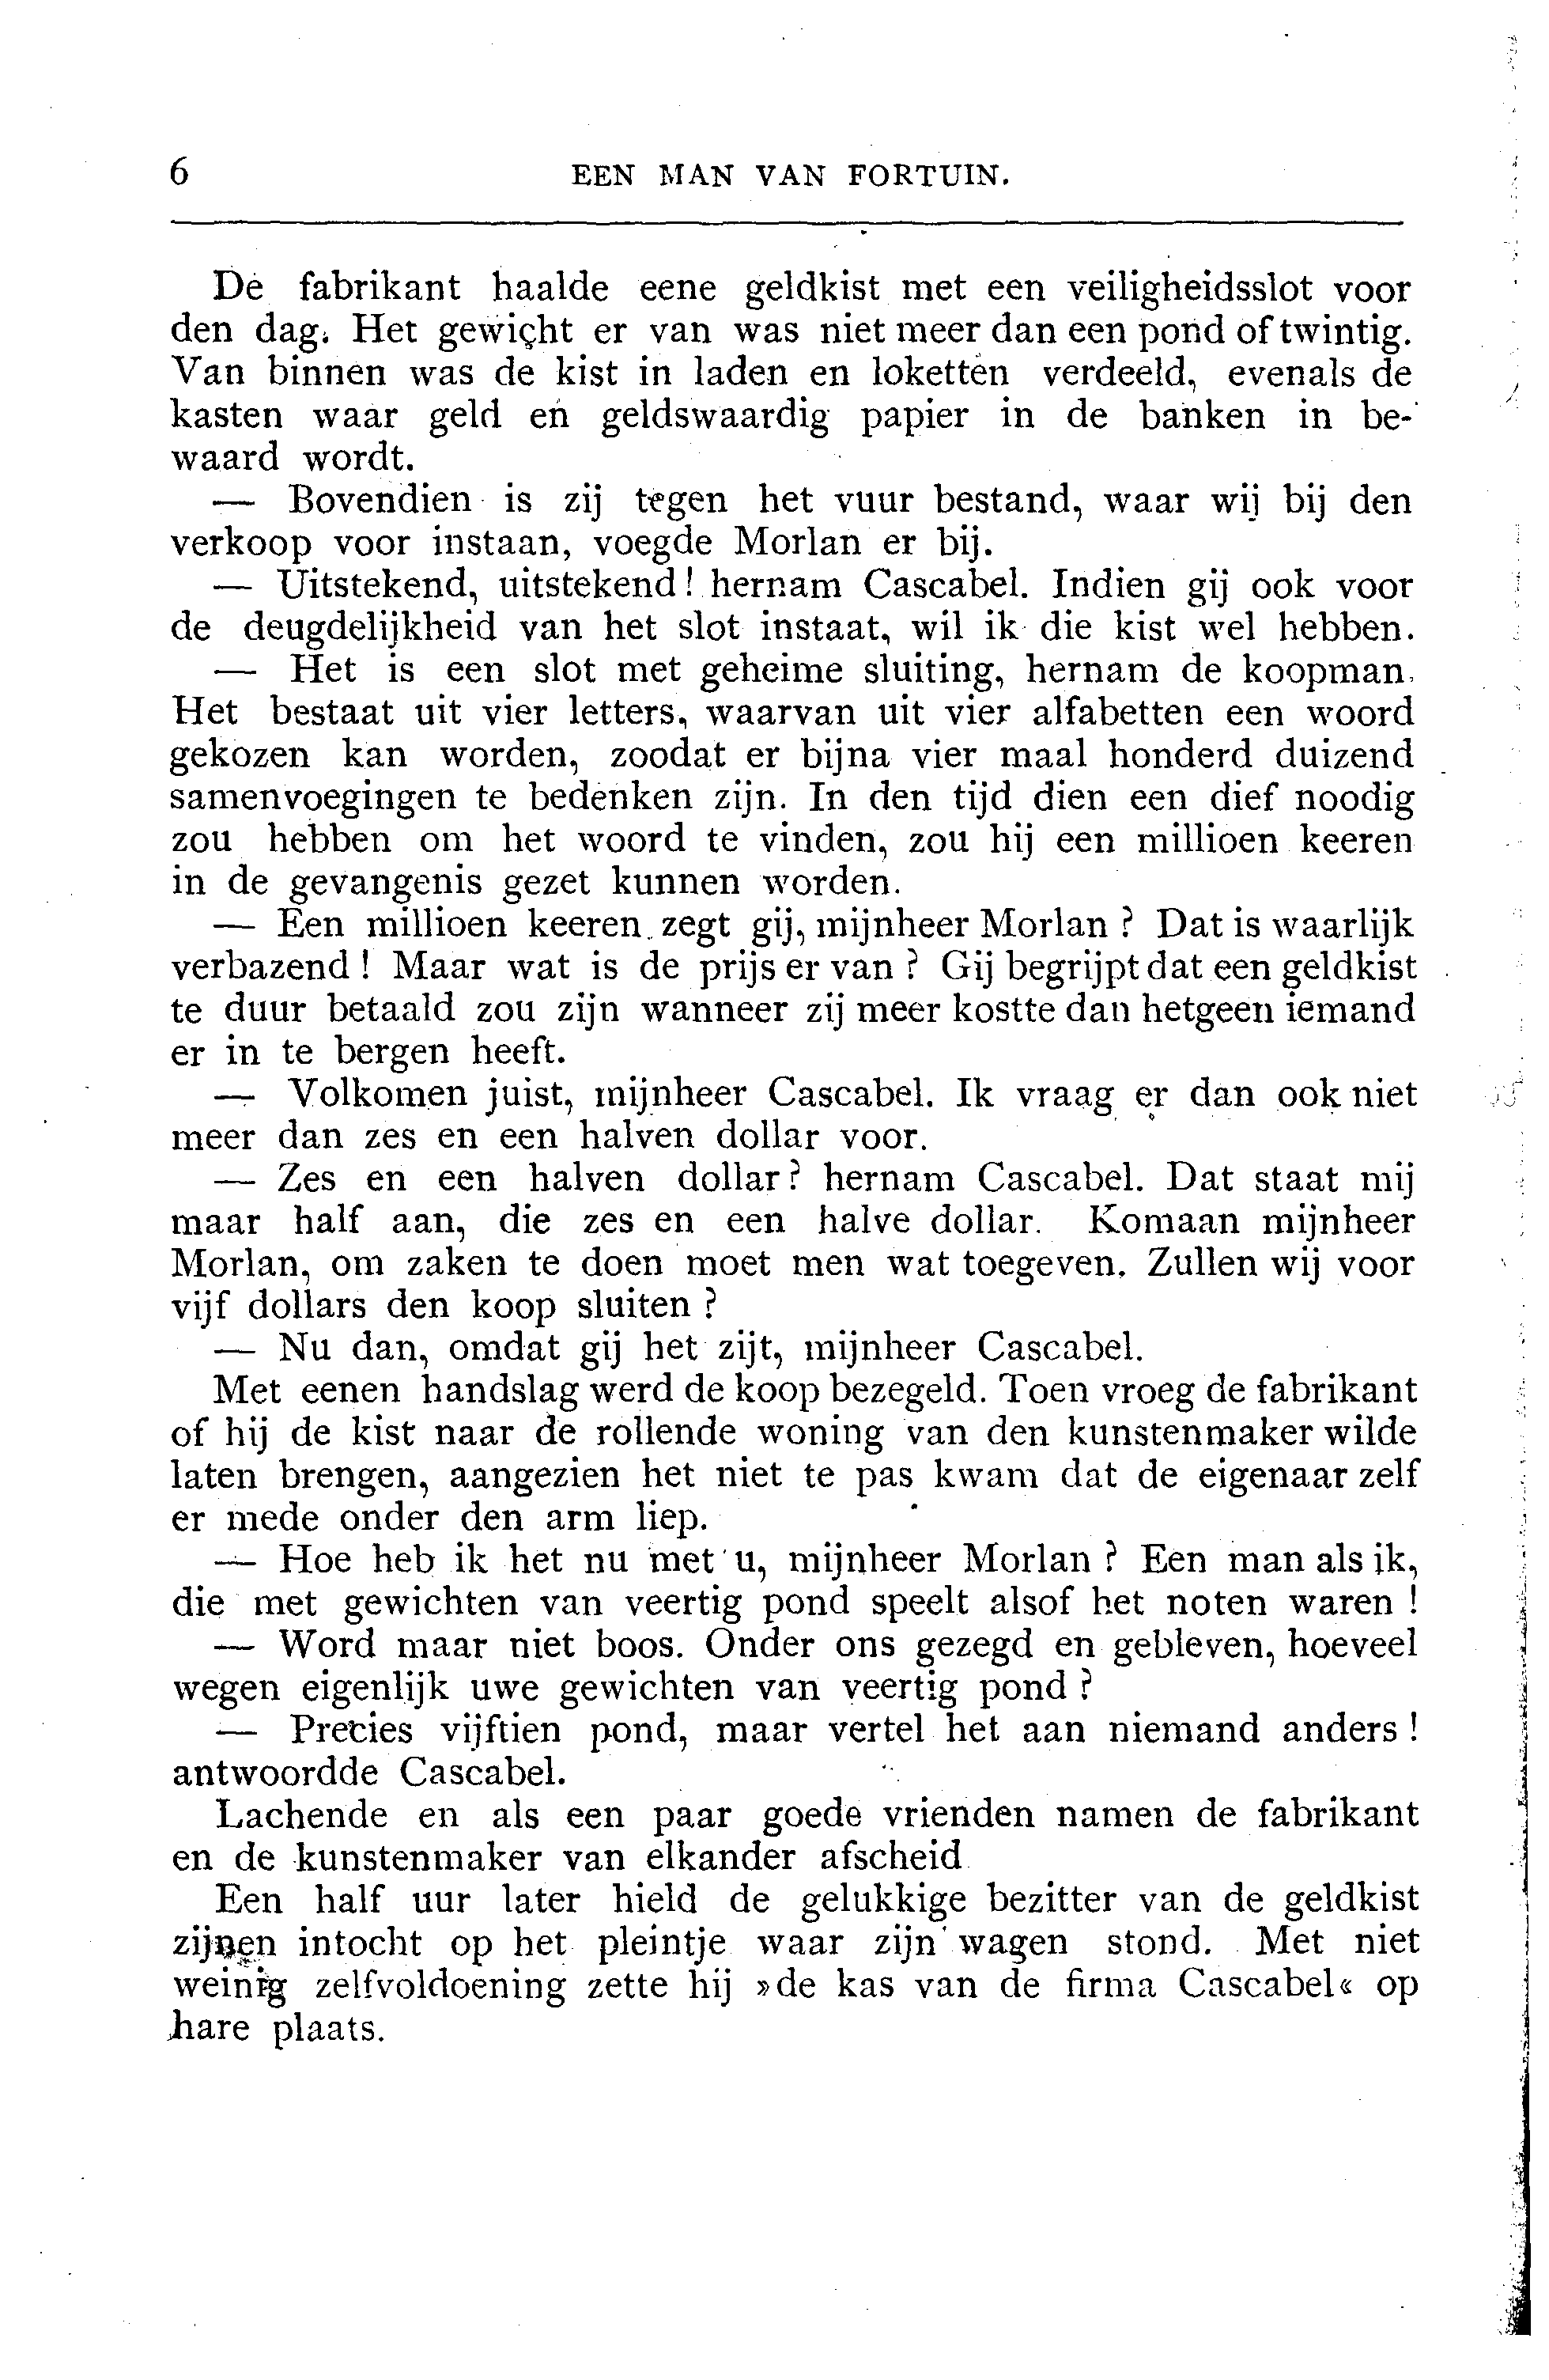 6 EEN MAN VAN FORTUIN.
De fabrikant haalde eene geldkist met een veiligheidsslot voor
den dag. Het gewicht er van was niet meer dan een pond of twintig.
Van binnen was de kist in laden en loketten verdeeld, evenals de
kasten waar geld en geldswaardig papier in de banken in be-
waard wordt.
— Bovendien is zij tegen het vuur bestand, waar wij bij den
verkoop voor instaan, voegde Morlan er bij.
— Uitstekend, uitstekend! hernam Cascabel. Indien gij ook voor
de deugdelijkheid van het slot instaat, wil ik die kist wel hebben.
— Het is een slot met geheime sluiting, hernam de koopman.
Het bestaat uit vier letters, waarvan uit vier alfabetten een woord
gekozen kan worden, zoodat er bijna vier maal honderd duizend
samenvoegingen te bedenken zijn. In den tijd dien een dief noodig
zou hebben om het woord te vinden, zou hij een millioen keeren
in de gevangenis gezet kunnen worden.
— Een millioen keeren zegt gij, mijnheer Morlan ? Dat is waarlijk
verbazend ! Maar wat is de prijs er van ? Gij begrijpt dat een geldkist
te duur betaald zou zijn wanneer zij meer kostte dan hetgeen iemand
er in te bergen heeft.
— Volkomen juist, mijnheer Cascabel. Ik vraag er dan ook niet
meer dan zes en een halven dollar voor.
— Zes en een halven dollar? hernam Cascabel. Dat staat mij
maar half aan, die zes en een halve dollar. Komaan mijnheer
Morlan, om zaken te doen moet men wat toegeven. Zullen wij voor
vijf dollars den koop sluiten ?
— Nu dan, omdat gij het zijt, mijnheer Cascabel.
Met eenen handslag werd de koop bezegeld. Toen vroeg de fabrikant
of hij de kist naar de rollende woning van den kunstenmaker wilde
laten brengen, aangezien het niet te pas kwam dat de eigenaar zelf
er mede onder den arm liep.
— Hoe heb ik het nu met u, mijnheer Morlan ? Een man als ik,
die met gewichten van veertig pond speelt alsof het noten waren !
— Word maar niet boos. Onder ons gezegd en gebleven, hoeveel
wegen eigenlijk uwe gewichten van veertig pond ?
— Precies vijftien pond, maar vertel het aan niemand anders !
antwoordde Cascabel.
Lachende en als een paar goede vrienden namen de fabrikant
en de kunstenmaker van elkander afscheid
Een half uur later hield de gelukkige bezitter van de geldkist
zijnen intocht op het pleintje waar zijn wagen stond. Met niet
weinig zelfvoldoening zette hij »de kas van de firma Cascabel« op
hare plaats.